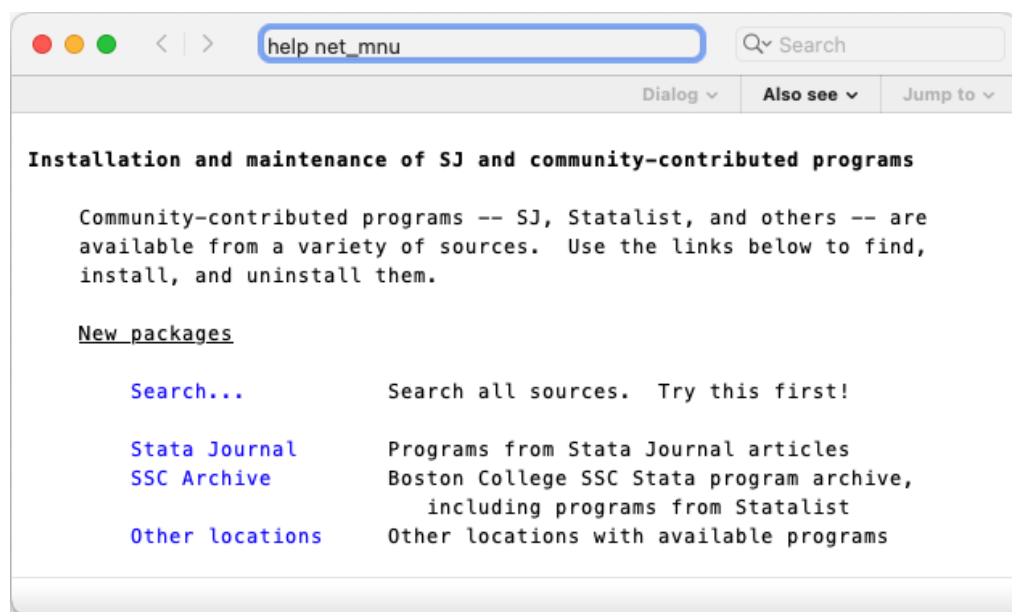 help net_mnu
Search
Dialog
Also see
Jump to
Installation and maintenance of SJ and community-contributed programs
Community-contributed programs -- SJ, Statalist, and others -- are
available from a variety of sources.  Use the links below to find,
install, and uninstall them.
New packages
Search...    Search all sources.  Try this first!
Stata Journal    Programs from Stata Journal articles
SSC Archive    Boston College SSC Stata program archive,
including programs from Statalist
Other locations    Other locations with available programs